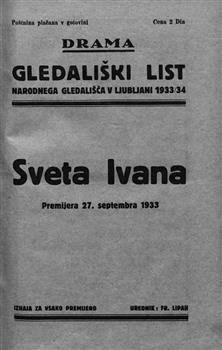 Poštnina plačana v gotovini Cena 2 Din
DRAMA
GLEDALIŠKI LIST
NARODNEGA GLEDALIŠČA V LJUBLJANI 1933/34
Sveta Ivana
Premijera 27. septembra 1933
IZHAJA ZA VSAKO PREMIJERO UREDNIK: FR. LIPAH